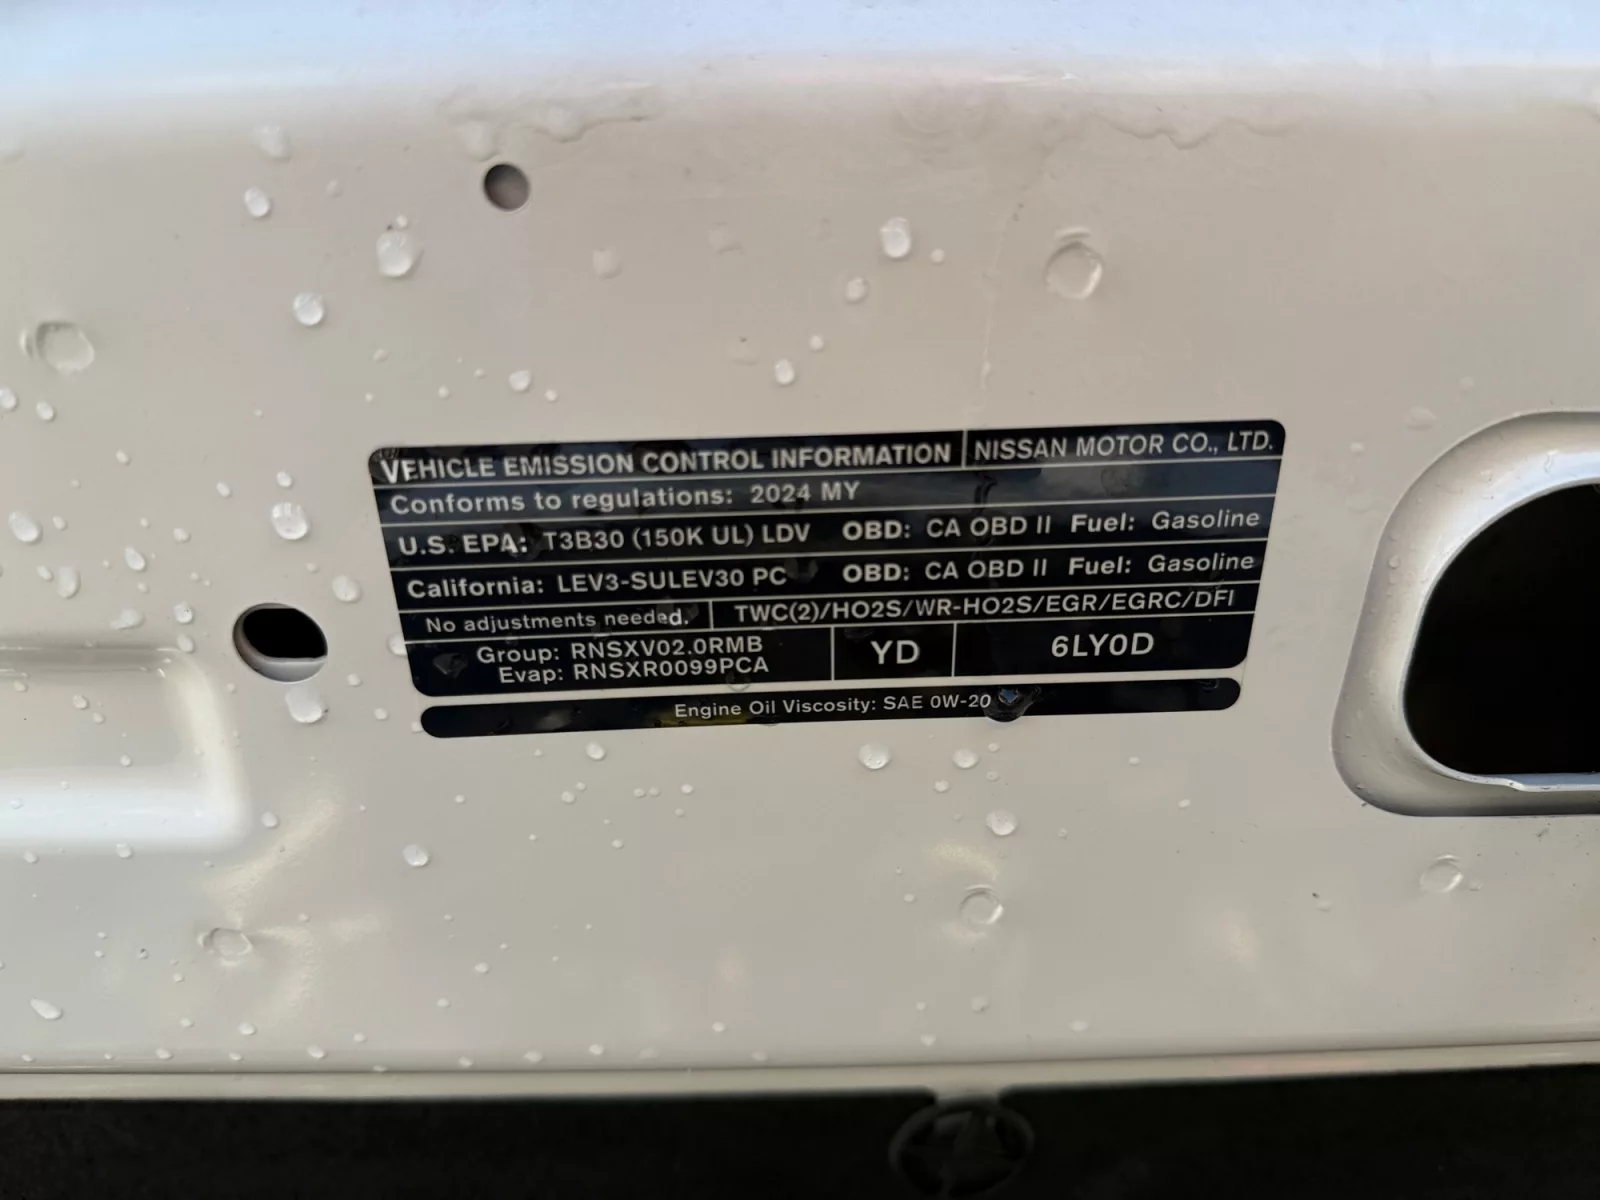 VEHICLE EMISSION CONTROL INFORMATION NISSAN MOTOR CO., LTD.
Conforms to regulations: 2024 MY
U.S. EPA: T3B30 (150K UL) LDV OBD: CA OBD II Fuel: Gasoline
California: LEV3-SULEV30 PC OBD: CA OBD II Fuel: Gasoline
No adjustments needed. TWC(2)/HO2S/WR-HO2S/EGR/EGRC/DFI
Group: RNSXV02.0RMB
Evap: RNSXR0099PCA
YD
6LY0D
Engine Oil Viscosity: SAE 0W-20